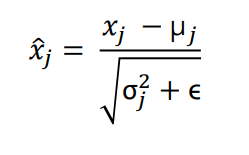 x̂ⱼ = (xⱼ − μⱼ) / √(σⱼ² + ϵ)